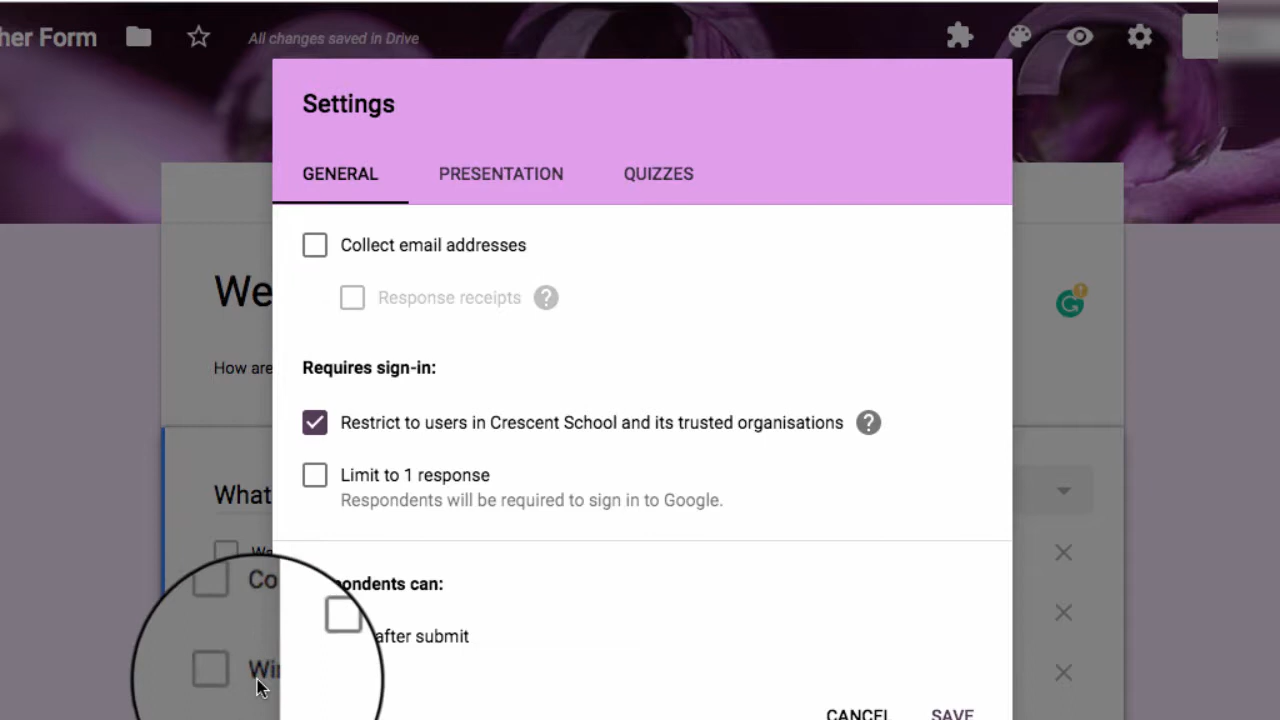 her Form
All changes saved in Drive
Settings
GENERAL PRESENTATION QUIZZES
Collect email addresses
Response receipts ?
We
How are
Requires sign-in:
Restrict to users in Crescent School and its trusted organisations ?
Limit to 1 response
Respondents will be required to sign in to Google.
What
We
Co
ondents can:
after submit
Win
CANCEL SAVE